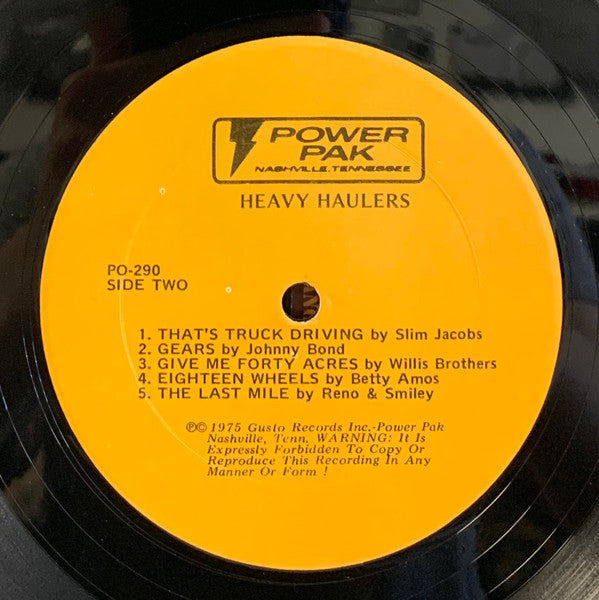 POWER
PAK
NASHVILLE, TENNESSEE
HEAVY HAULERS
PO-290
SIDE TWO
1. THAT'S TRUCK DRIVING by Slim Jacobs
2. GEARS by Johnny Bond
3. GIVE ME FORTY ACRES by Willis Brothers
4. EIGHTEEN WHEELS by Betty Amos
5. THE LAST MILE by Reno & Smiley
℗© 1975 Gusto Records Inc.-Power Pak
Nashville, Tenn. WARNING: It Is
Expressly Forbidden To Copy Or
Reproduce This Recording In Any
Manner Or Form !